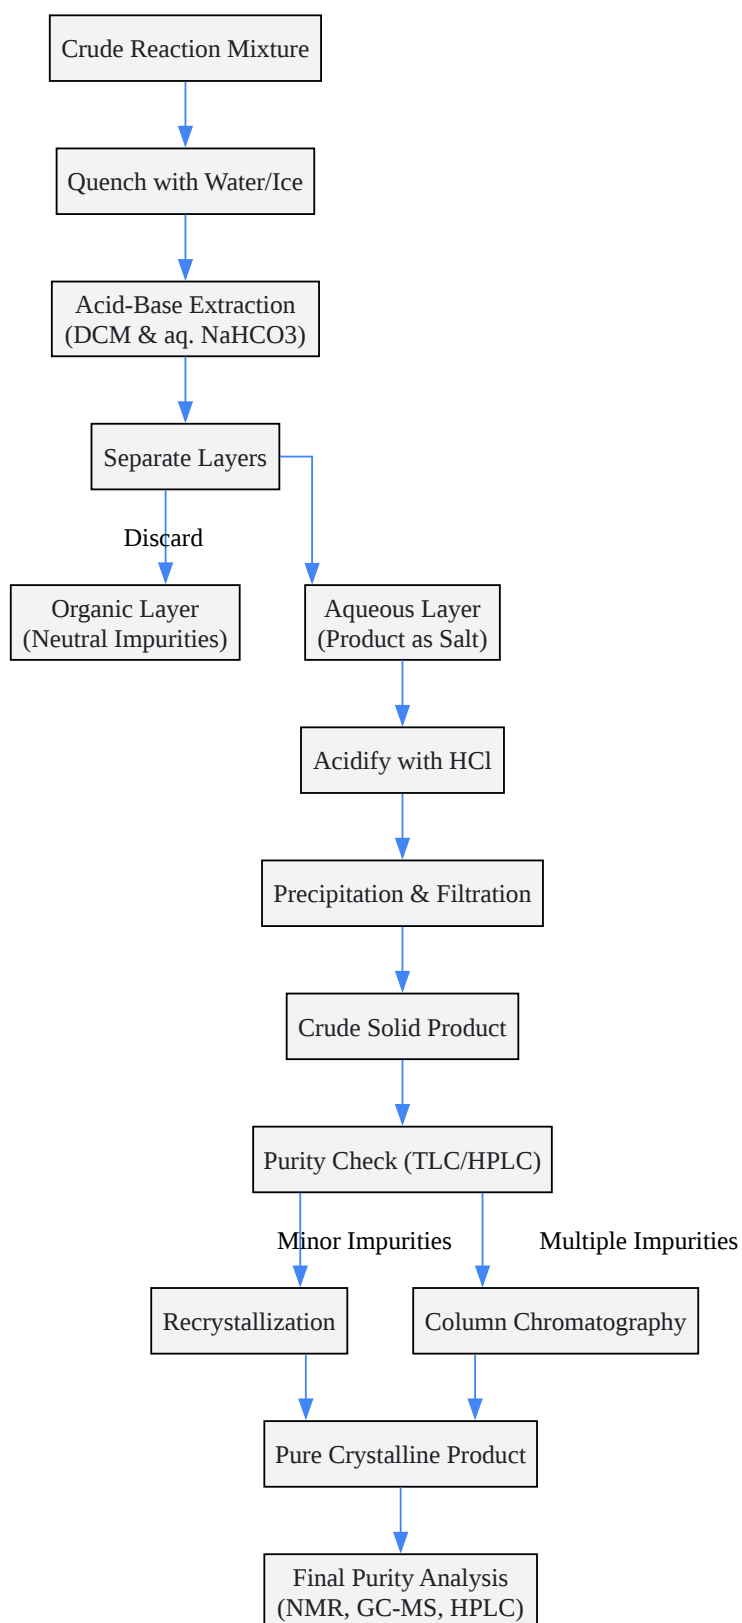 Crude Reaction Mixture
Quench with Water/Ice
Acid-Base Extraction
(DCM & aq. NaHCO3)
Separate Layers
Discard
Organic Layer
(Neutral Impurities)
Aqueous Layer
(Product as Salt)
Acidify with HCl
Precipitation & Filtration
Crude Solid Product
Purity Check (TLC/HPLC)
Minor Impurities
Multiple Impurities
Recrystallization
Column Chromatography
Pure Crystalline Product
Final Purity Analysis
(NMR, GC-MS, HPLC)